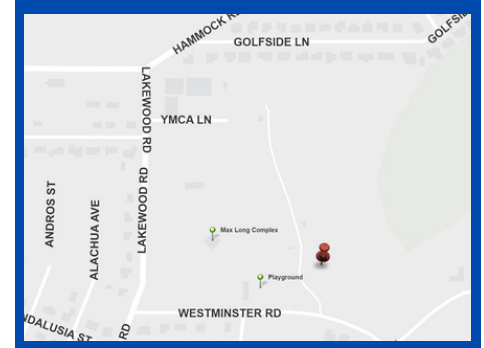 HAMMOCK R
GOLFSIDE LN
GOLFSI
LAKEWOOD RD
YMCA LN
LAKEWOOD RD
ANDROS ST
ALACHUA AVE
Max Long Complex
Playground
WESTMINSTER RD
NDALUSIA ST
RD